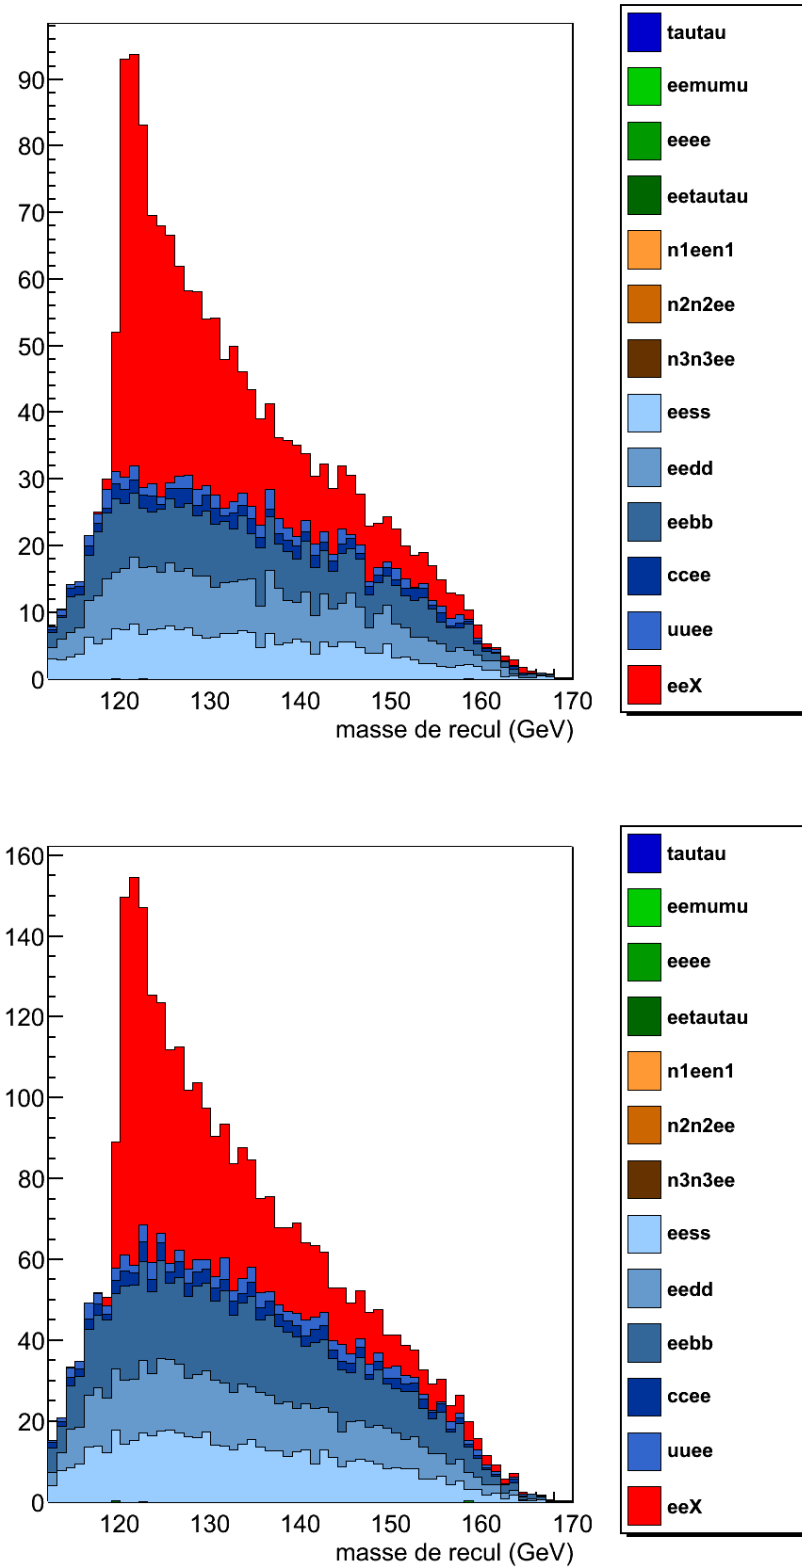 90
80
70
60
50
40
30
20
10
0
120 130 140 150 160 170
masse de recul (GeV)
tautau
eemumu
eeee
eetautau
n1een1
n2n2ee
n3n3ee
eess
eedd
eebb
ccee
uuee
eeX
160
140
120
100
80
60
40
20
0
120 130 140 150 160 170
masse de recul (GeV)
tautau
eemumu
eeee
eetautau
n1een1
n2n2ee
n3n3ee
eess
eedd
eebb
ccee
uuee
eeX